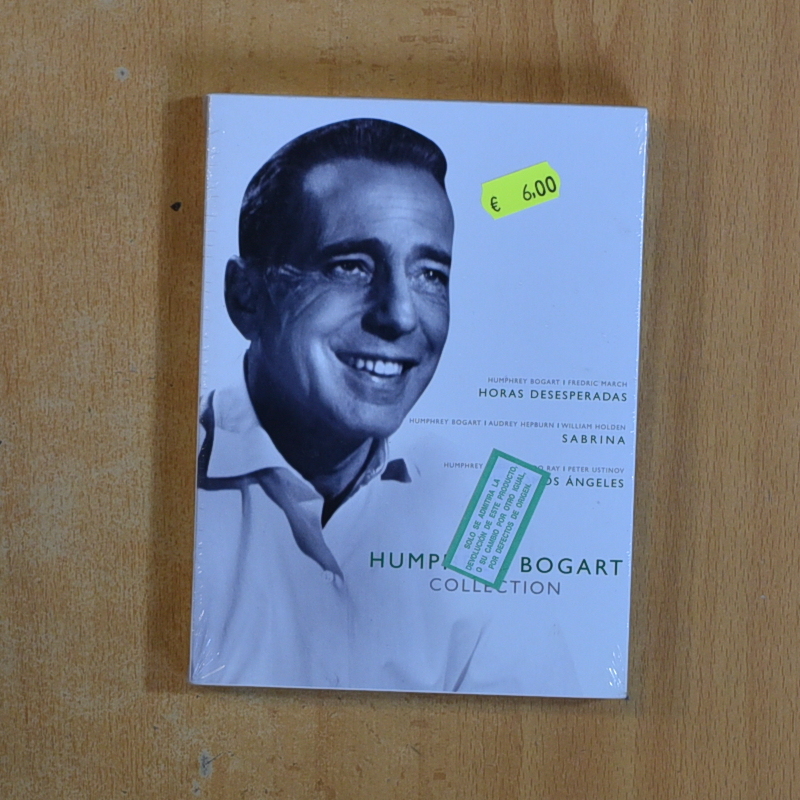 € 6,00
HUMPHREY BOGART I FREDRIC MARCH
HORAS DESESPERADAS
HUMPHREY BOGART I AUDREY HEPBURN I WILLIAM HOLDEN
SABRINA
HUMPHREY RAY I PETER USTINOV
ÁNGELES
SOLO SE ADMITIRA LA
DEVOLUCIÓN DE ESTE PRODUCTO,
O SU CAMBIO POR OTRO IGUAL,
POR DEFECTOS DE ORIGEN.
HUMP BOGART
COLLECTION